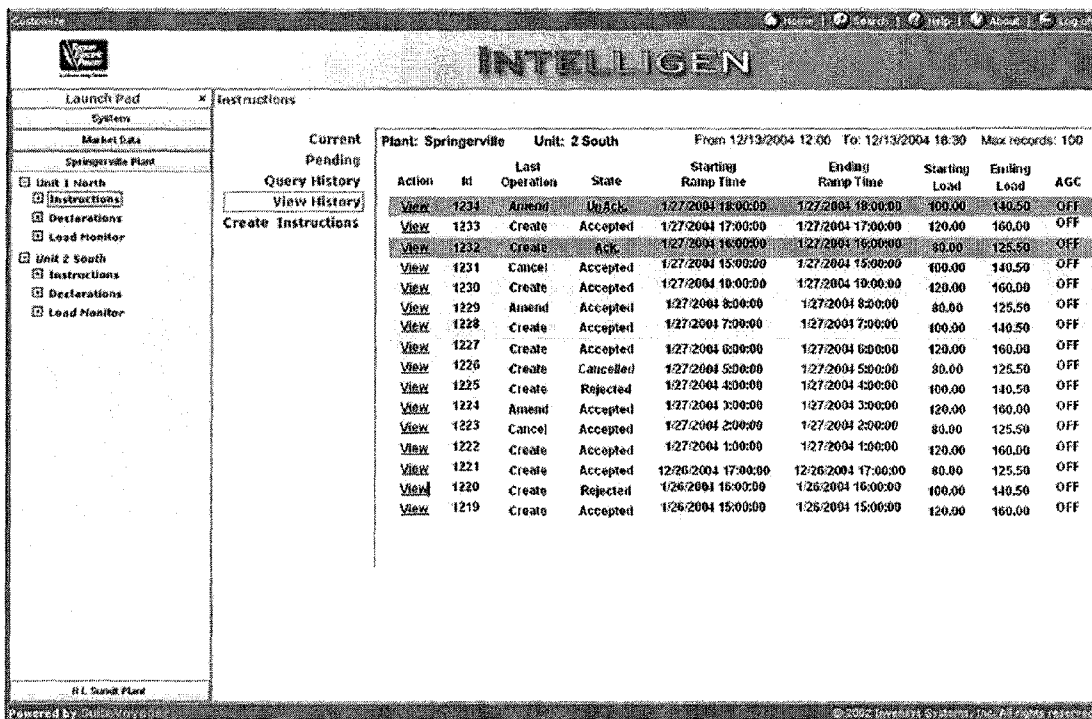 Customize Home | Search | Help | About |
INTELLIGEN
Launch Pad x
System
Market Data
Springerville Plant
Unit 1 North
Instructions
Declarations
Load Monitor
Unit 2 South
Instructions
Declarations
Load Monitor
R L Sundt Plant
Instructions
Current
Pending
Query History
View History
Create Instructions
Plant: Springerville Unit: 2 South From 12/13/2004 12:00 To: 12/13/2004 18:30 Max records: 100
Action Id Last Operation State Starting Ramp Time Ending Ramp Time Starting Load Ending Load AGC
View 1234 Amend UnAck. 1/27/2004 18:00:00 1/27/2004 18:00:00 100.00 140.50 OFF
View 1233 Create Accepted 1/27/2004 17:00:00 1/27/2004 17:00:00 120.00 160.00 OFF
View 1232 Create Ack. 1/27/2004 16:00:00 1/27/2004 16:00:00 80.00 125.50 OFF
View 1231 Cancel Accepted 1/27/2004 15:00:00 1/27/2004 15:00:00 100.00 140.50 OFF
View 1230 Create Accepted 1/27/2004 10:00:00 1/27/2004 10:00:00 120.00 160.00 OFF
View 1229 Amend Accepted 1/27/2004 8:00:00 1/27/2004 8:00:00 80.00 125.50 OFF
View 1228 Create Accepted 1/27/2004 7:00:00 1/27/2004 7:00:00 100.00 140.50 OFF
View 1227 Create Accepted 1/27/2004 6:00:00 1/27/2004 6:00:00 120.00 160.00 OFF
View 1226 Create Cancelled 1/27/2004 5:00:00 1/27/2004 5:00:00 80.00 125.50 OFF
View 1225 Create Rejected 1/27/2004 4:00:00 1/27/2004 4:00:00 100.00 140.50 OFF
View 1224 Amend Accepted 1/27/2004 3:00:00 1/27/2004 3:00:00 120.00 160.00 OFF
View 1223 Cancel Accepted 1/27/2004 2:00:00 1/27/2004 2:00:00 80.00 125.50 OFF
View 1222 Create Accepted 1/27/2004 1:00:00 1/27/2004 1:00:00 120.00 160.00 OFF
View 1221 Create Accepted 12/26/2004 17:00:00 12/26/2004 17:00:00 80.00 125.50 OFF
View 1220 Create Rejected 1/26/2004 16:00:00 1/26/2004 16:00:00 100.00 140.50 OFF
View 1219 Create Accepted 1/26/2004 15:00:00 1/26/2004 15:00:00 120.00 160.00 OFF
Powered by
© 2002 Invensys Systems, Inc. All rights reserved